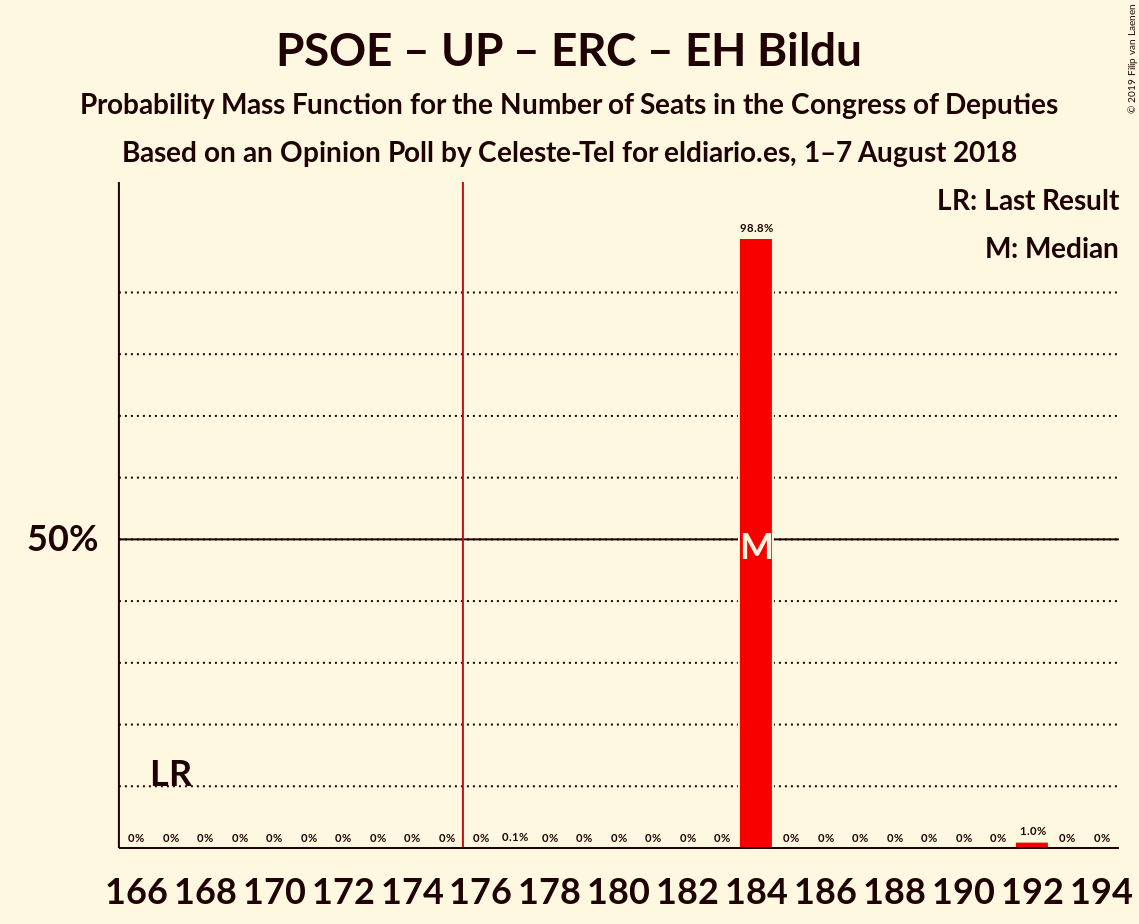 PSOE – UP – ERC – EH Bildu
Probability Mass Function for the Number of Seats in the Congress of Deputies
Based on an Opinion Poll by Celeste-Tel for eldiario.es, 1–7 August 2018
© 2019 Filip van Laenen
LR: Last Result
M: Median
98.8%
50%
M
LR
0% 0% 0% 0% 0% 0% 0% 0% 0% 0% 0% 0.1% 0% 0% 0% 0% 0% 0% 0% 0% 0% 0% 0% 0% 0% 1.0% 0% 0%
166 168 170 172 174 176 178 180 182 184 186 188 190 192 194